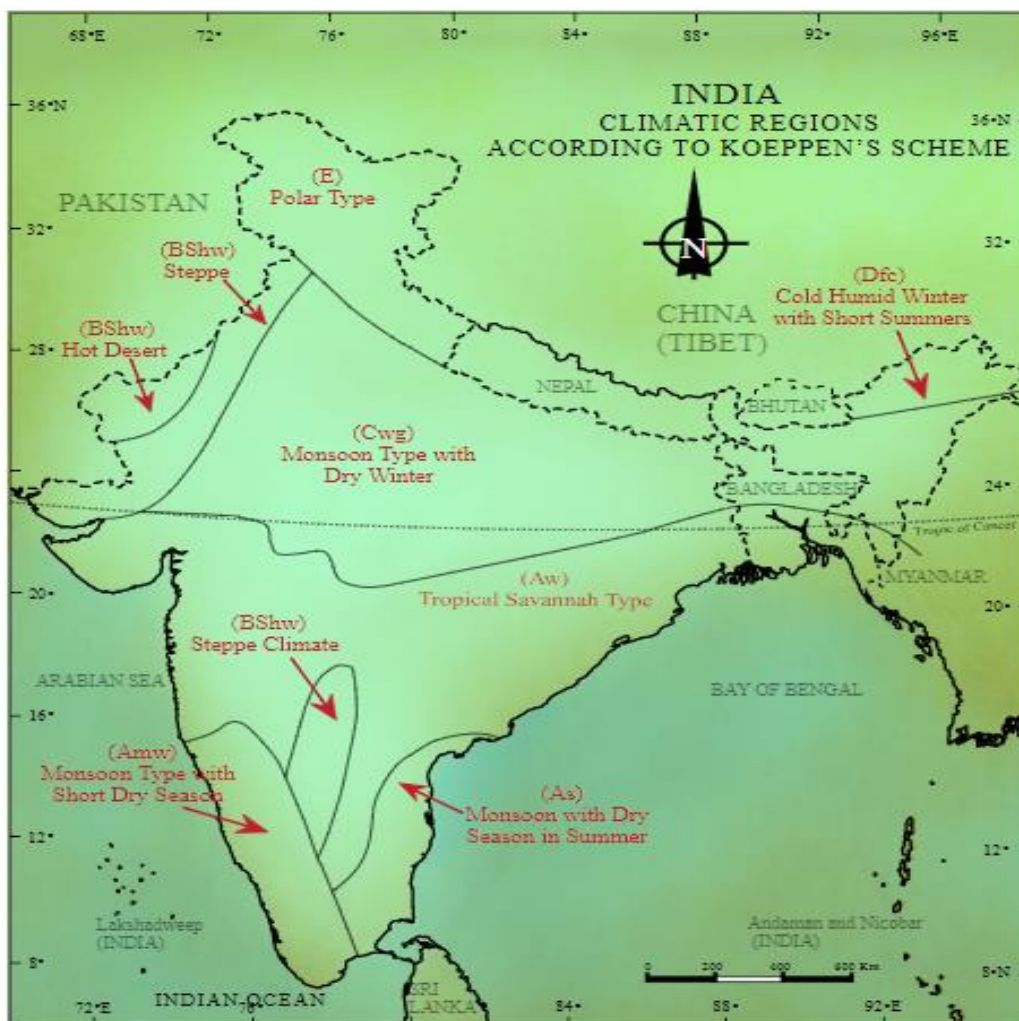 68•E
72
76
80
84
88•
92
96•E
36•N
INDIA
CLIMATIC REGIONS
ACCORDING TO KOEPPEN'S SCHEME
36•N
(E)
Polar Type
PAKISTAN
32
N
32•
(BShw)
Steppe
(Dfc)
Cold Humid Winter
with Short Summers
CHINA
(TIBET)
(BShw)
Hot Desert
28
28•
NEPAL
BHUTAN
(Cwg)
Monsoon Type with
Dry Winter
24
BANGLADESH
24•
Tropic of Cancer
(Aw)
Tropical Savannah Type
MYANMAR
20
20•
(BShw)
Steppe Climate
ARABIAN SEA
BAY OF BENGAL
16
16•
(Amw)
Monsoon Type with
Short Dry Season
(As)
Monsoon with Dry
Season in Summer
12
12•
Lakshadweep
(INDIA)
Andaman and Nicobar
(INDIA)
8•
0 200 400 600 Km
8•N
INDIAN OCEAN
SRI
LANKA
72•E
76
84
88
92•E